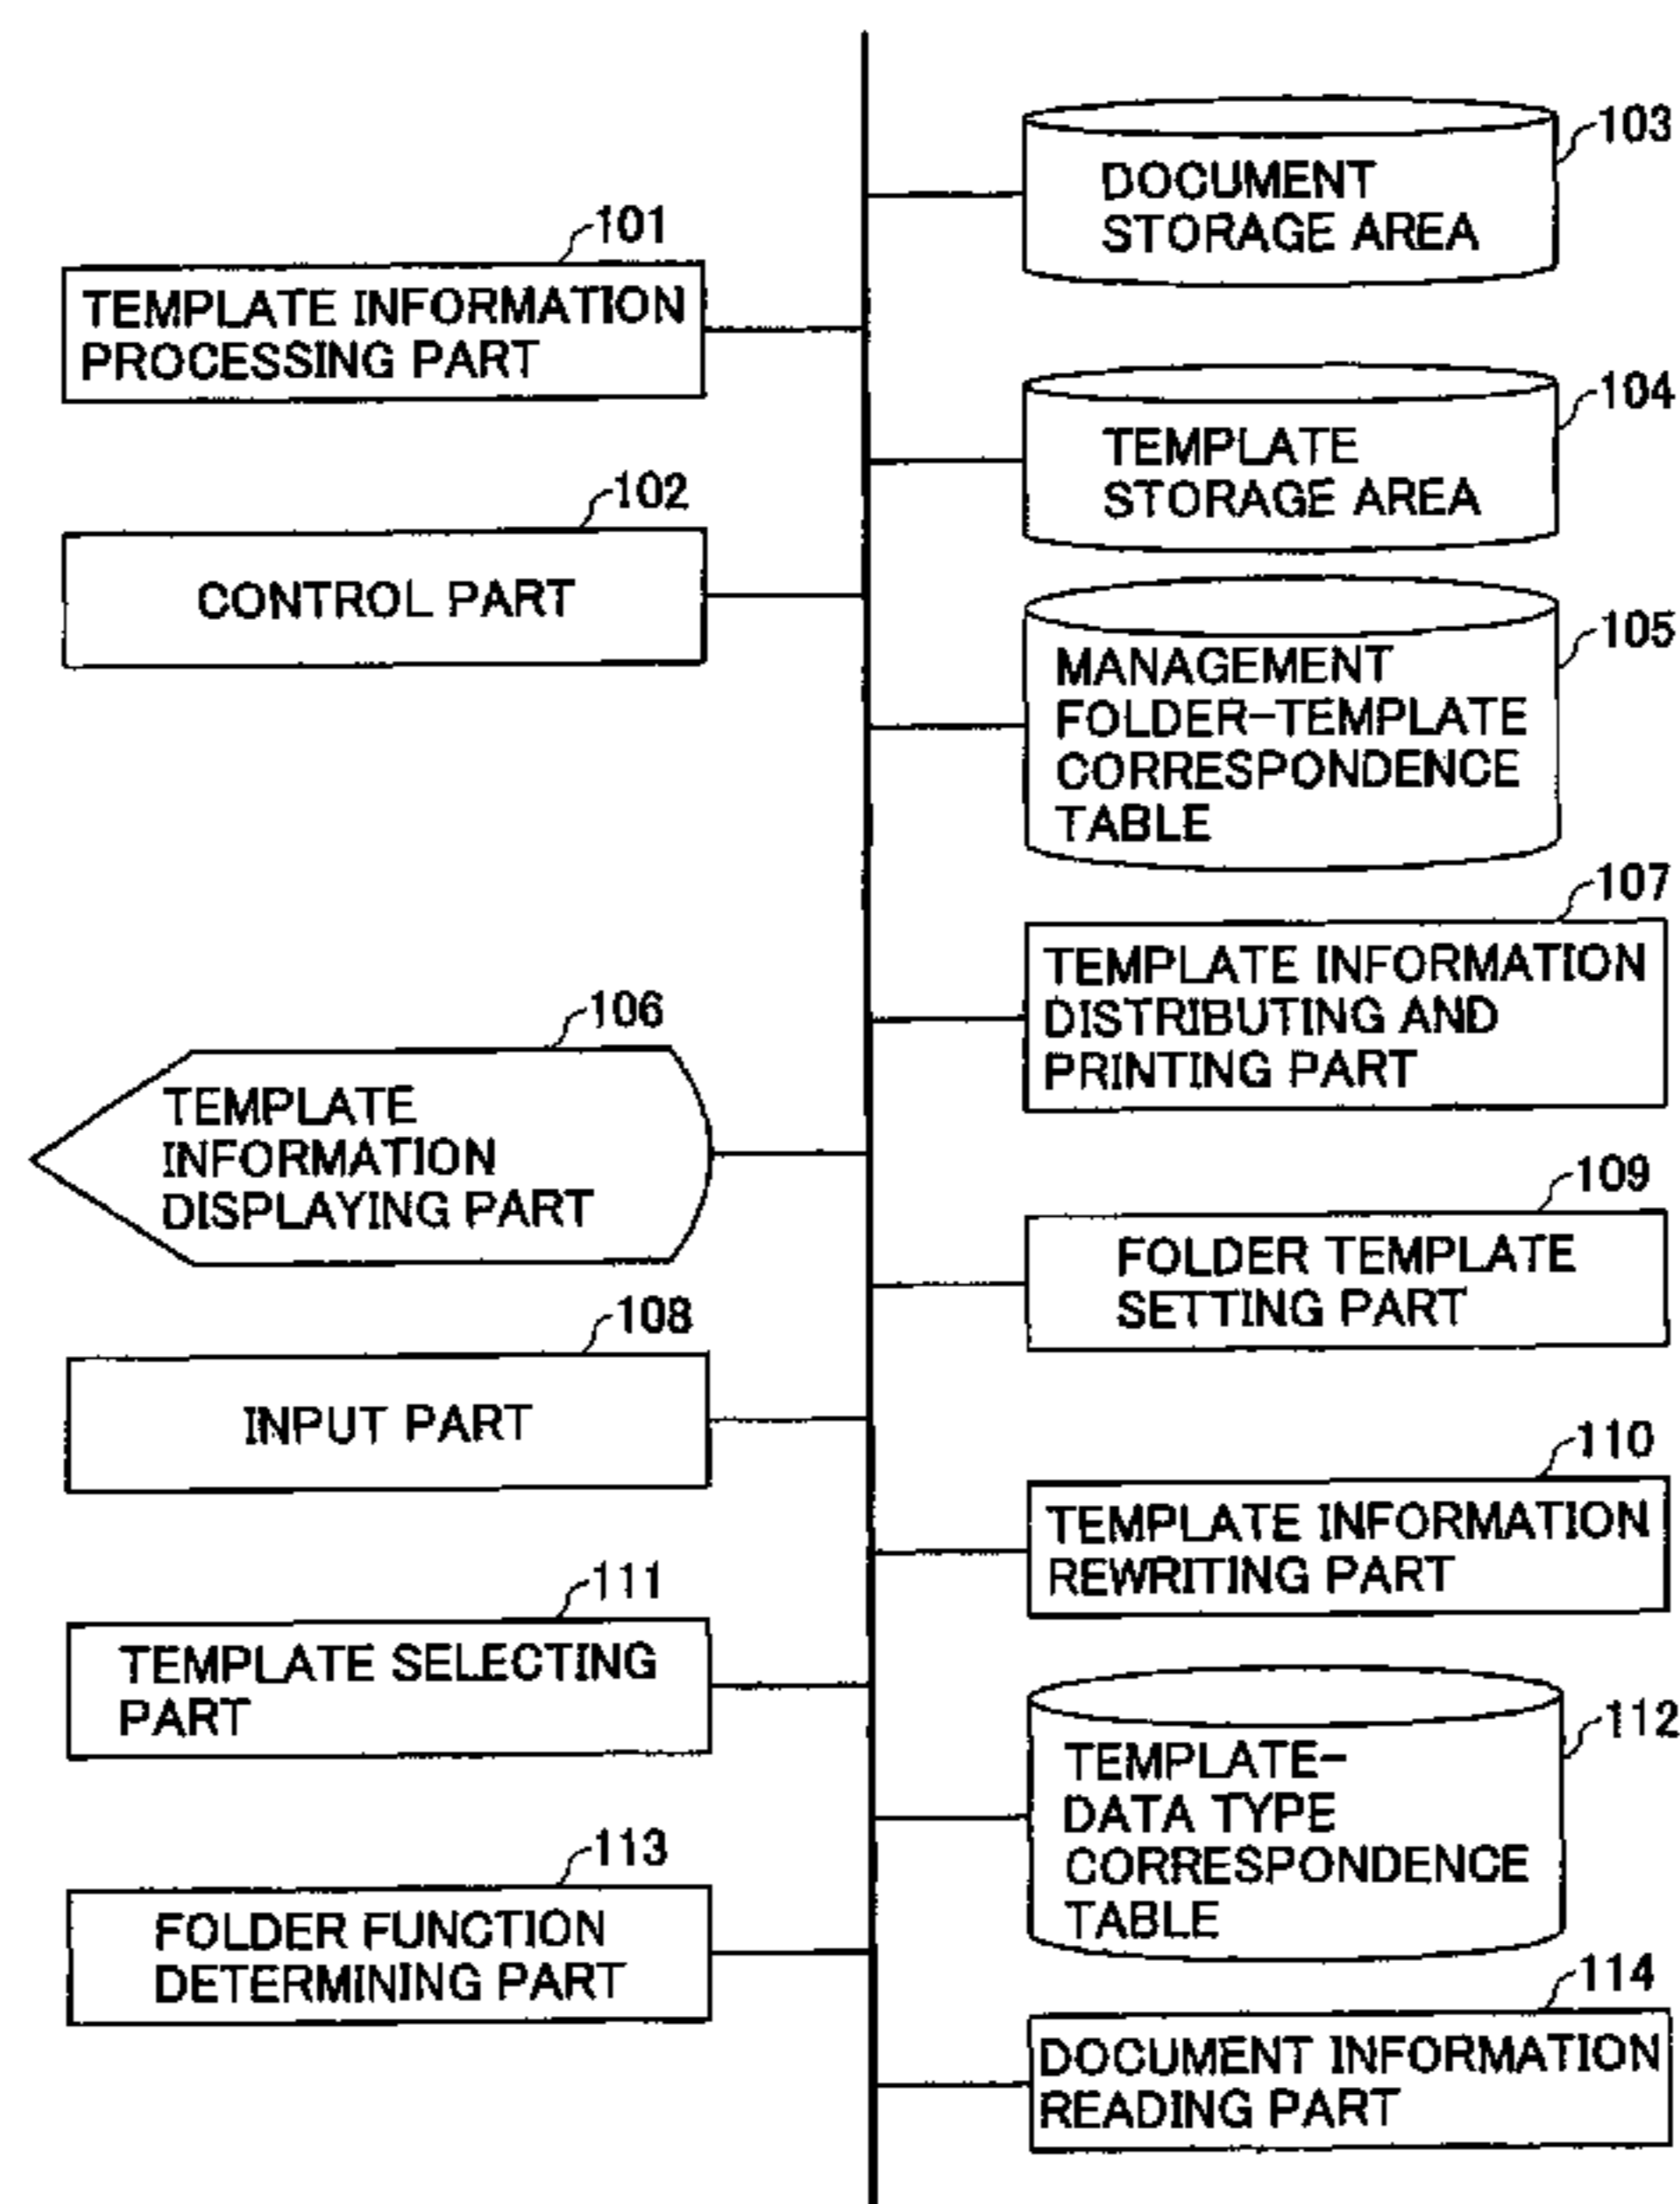 103
DOCUMENT
STORAGE AREA
101
TEMPLATE INFORMATION
PROCESSING PART
104
TEMPLATE
STORAGE AREA
102
CONTROL PART
105
MANAGEMENT
FOLDER-TEMPLATE
CORRESPONDENCE
TABLE
107
TEMPLATE INFORMATION
DISTRIBUTING AND
PRINTING PART
106
TEMPLATE
INFORMATION
DISPLAYING PART
109
FOLDER TEMPLATE
SETTING PART
108
INPUT PART
110
TEMPLATE INFORMATION
REWRITING PART
111
TEMPLATE SELECTING
PART
112
TEMPLATE-
DATA TYPE
CORRESPONDENCE
TABLE
113
FOLDER FUNCTION
DETERMINING PART
114
DOCUMENT INFORMATION
READING PART